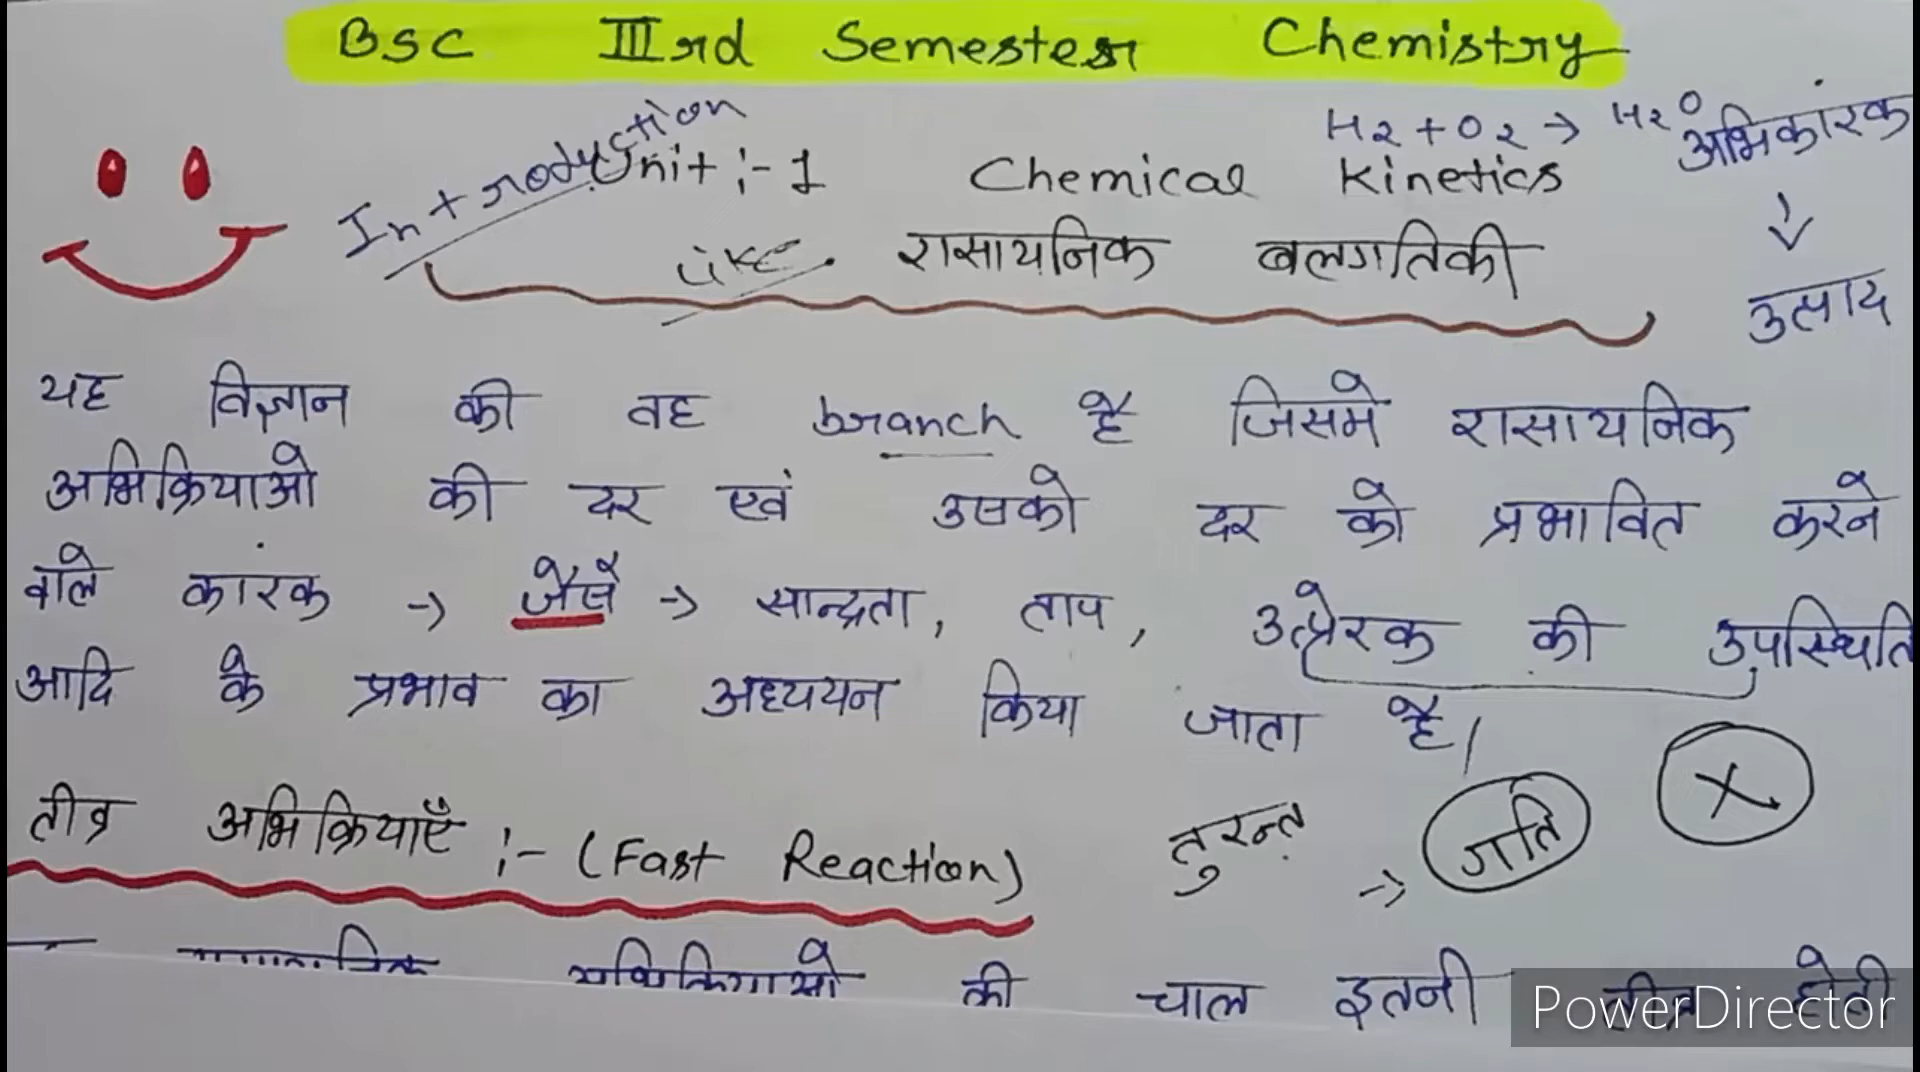 BSC IIIrd Semester Chemistry
H2 + O2 → H2O
अभिकांरक
↓
उत्पाद
Introduction
Unit :- 1 Chemical Kinetics
Like
रासायनिक बलगतिकी
यह विज्ञान की वह branch है जिसमे रासायनिक
अभिक्रियाओ की दर एवं उसको दर को प्रभावित करने
वाले कांरक → जैसै → सान्द्रता, ताप, उत्प्रेरक की उपस्थिति
आदि के प्रभाव का अध्ययन किया जाता है।
तीव्र अभिक्रियाएँ :- (Fast Reaction) तुरन्त → गति X
की चाल इतनी तीव्र होती
PowerDirector